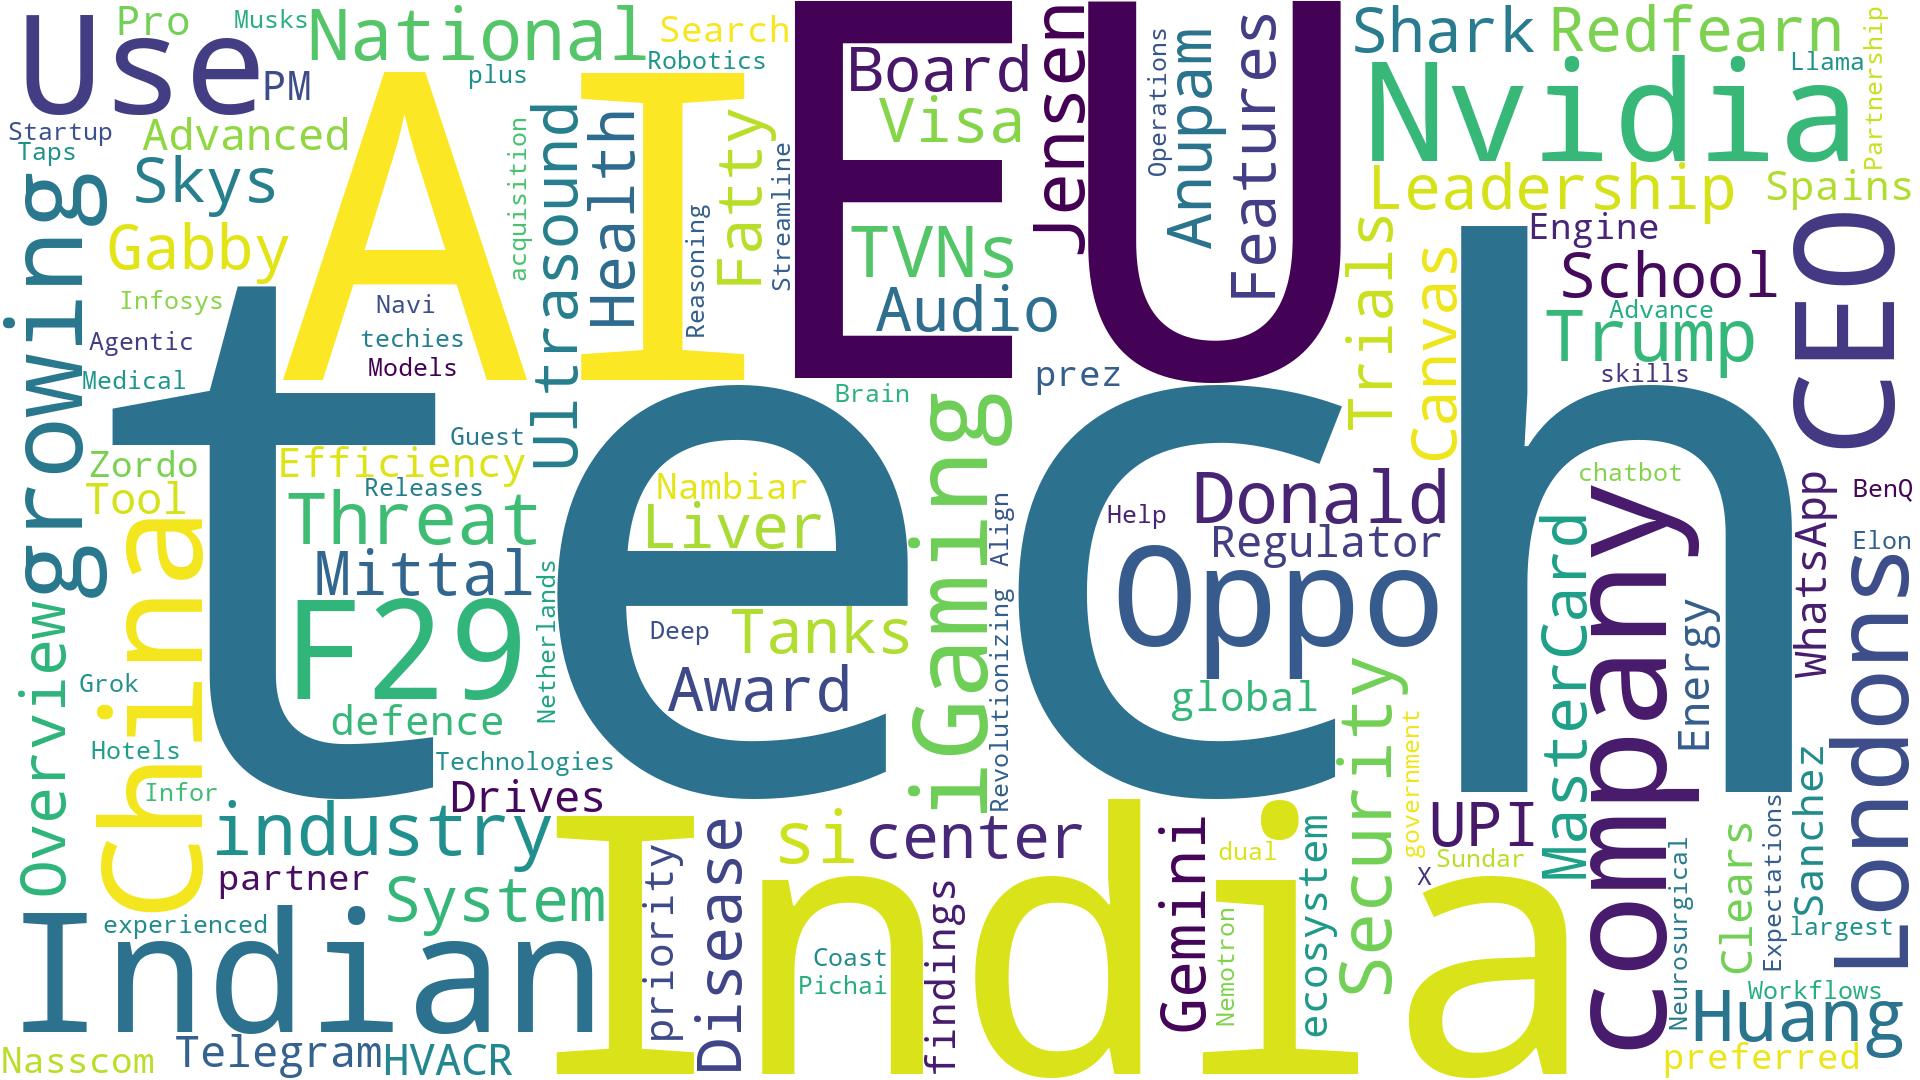 Use
Pro
Musks
National
Search
PM
plus
Robotics
Startup
Taps
Advanced
Skys
Gabby
AI
EU
Board
Visa
TVNs
Audio
Jensen
Operations
Anupam
Features
Shark
Redfearn
Llama
Partnership
Nvidia
Leadership
Spains
Engine
School
Advance
Trump
skills
CEO
growing
Infosys
Agentic
Medical
Navi
techies
Models
acquisition
Ultrasound
Health
Reasoning
Fatty
Streamline
Trials
Canvas
prez
Brain
tech
Guest
Zordo
Efficiency
Tool
Releases
Threat
Mittal
F29
defence
Netherlands
Nambiar
Liver
Deep
Tanks
Award
iGaming
Revolutionizing
Align
Help
Donald
Regulator
Oppo
global
chatbot
BenQ
WhatsApp
Elon
MasterCard
company
Energy
Londons
Overview
China
Grok
Hotels
Infor
Technologies
Drives
industry
partner
System
experienced
Indian
Telegram
HVACR
Nasscom
India
priority
Disease
si
center
Coast
Pichai
findings
Gemini
dual
Nemotron
ecosystem
Security
government
UPI
Sundar
X
Neurosurgical
Clears
Expectations
Sanchez
largest
Workflows
Huang
preferred